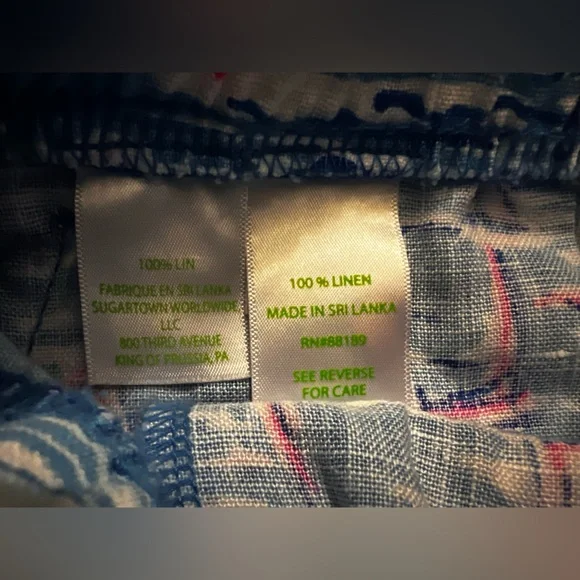 100% LIN
FABRIQUE EN SRI LANKA
SUGARTOWN WORLDWIDE,
LLC
800 THIRD AVENUE
KING OF PRUSSIA, PA
100 % LINEN
MADE IN SRI LANKA
RN#88189
SEE REVERSE
FOR CARE